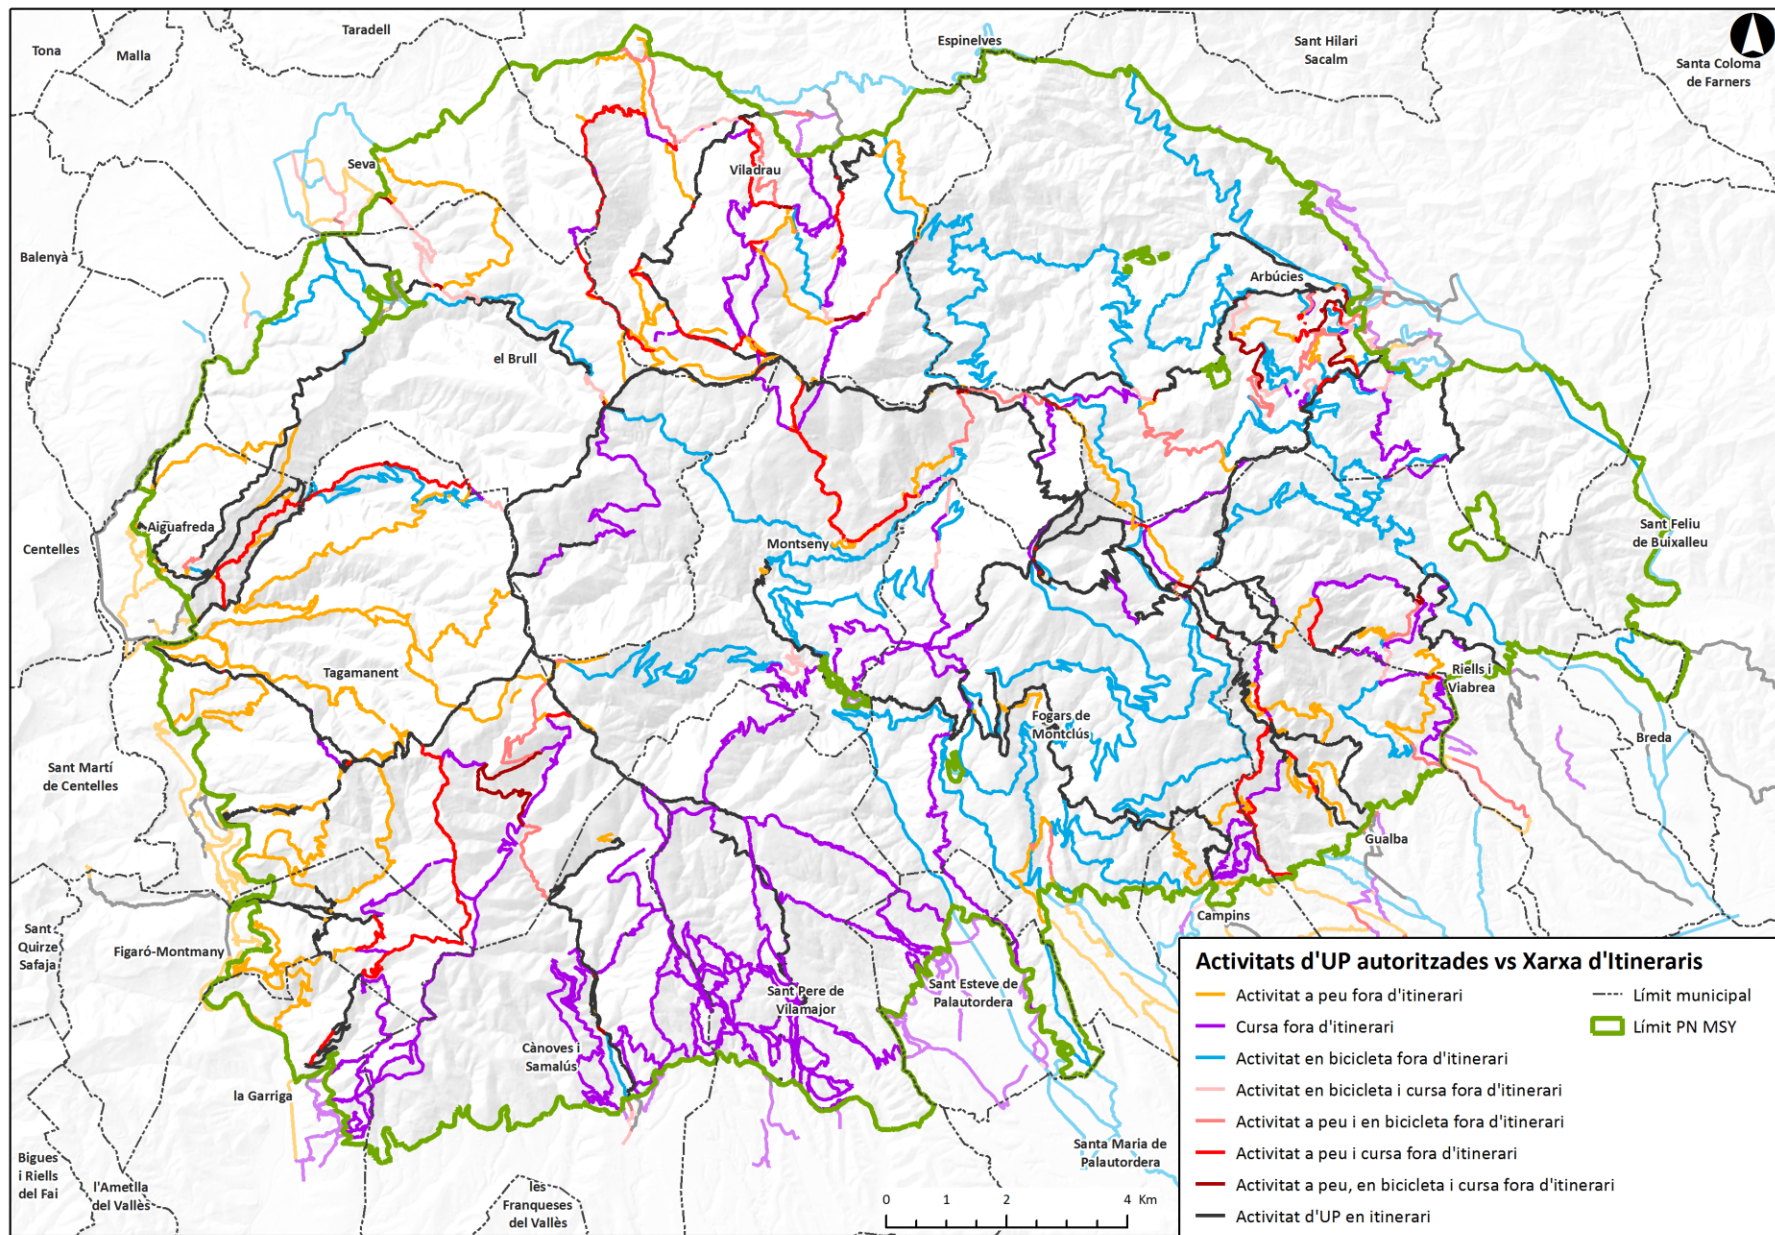 Taradell
Tona
Malla
Espinelves
Sant Hilari
Sacalm
Santa Coloma
de Farners
Seva
Viladrau
Balenyà
Arbúcies
el Brull
Aiguafreda
Centelles
Montseny
Sant Feliu
de Buixalleu
Tagamanent
Riells i
Viabrea
Fogars de
Montclús
Breda
Sant Martí
de Centelles
Gualba
Campins
Sant
Quirze
Safaja
Figaró-Montmany
Sant Pere de
Vilamajor
Sant Esteve de
Palautordera
Cànoves i
Samalús
la Garriga
Santa Maria de
Palautordera
Bigues
i Riells
del Fai
l'Ametlla
del Vallès
les
Franqueses
del Vallès
0 1 2 4 Km
Activitats d'UP autoritzades vs Xarxa d'Itineraris
Activitat a peu fora d'itinerari
Cursa fora d'itinerari
Activitat en bicicleta fora d'itinerari
Activitat en bicicleta i cursa fora d'itinerari
Activitat a peu i en bicicleta fora d'itinerari
Activitat a peu i cursa fora d'itinerari
Activitat a peu, en bicicleta i cursa fora d'itinerari
Activitat d'UP en itinerari
Límit municipal
Límit PN MSY